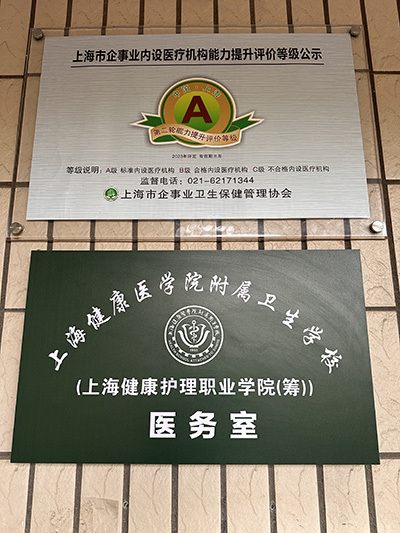 上海市企事业内设医疗机构能力提升评价等级公示
中国 上海
A
第二轮能力提升评价等级
等级说明：A级 标准内设医疗机构 B级 合格内设医疗机构 C级 不合格内设医疗机构
监督电话：021-62171344
上海市企事业卫生保健管理协会
上海健康医学院附属卫生学校
(上海健康护理职业学院(筹))
医务室